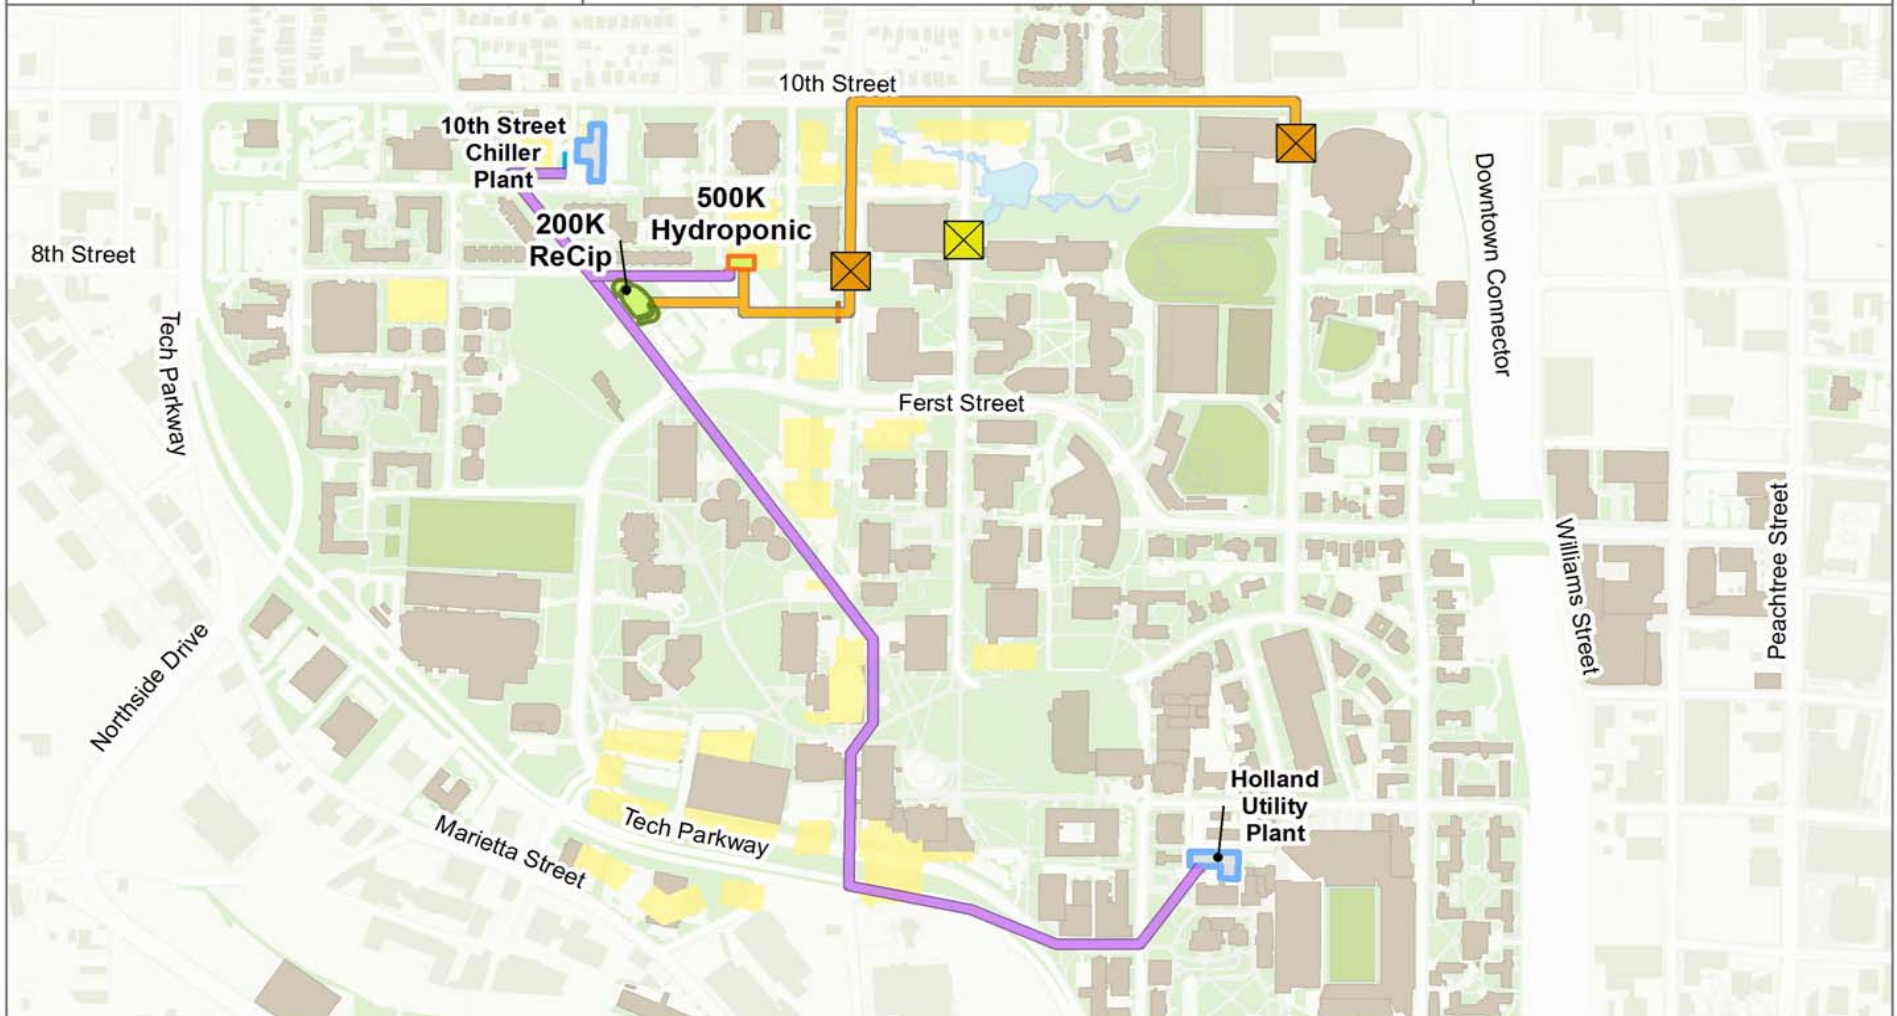 10th Street
10th Street
Chiller
Plant
500K
Hydroponic
200K
ReCip
8th Street
Tech Parkway
Downtown Connector
Ferst Street
Northside Drive
Williams Street
Peachtree Street
Holland
Utility
Plant
Tech Parkway
Marietta Street